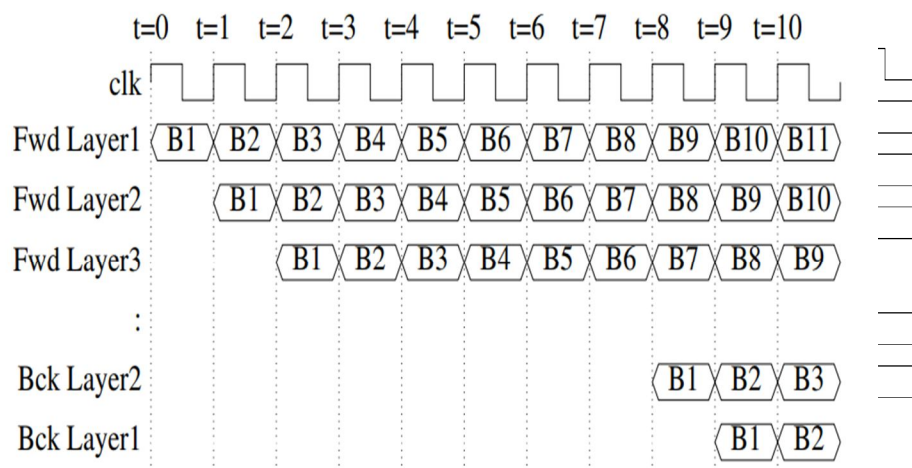 t=0 t=1 t=2 t=3 t=4 t=5 t=6 t=7 t=8 t=9 t=10
clk
Fwd Layer1 B1 B2 B3 B4 B5 B6 B7 B8 B9 B10 B11
Fwd Layer2 B1 B2 B3 B4 B5 B6 B7 B8 B9 B10
Fwd Layer3 B1 B2 B3 B4 B5 B6 B7 B8 B9
:
Bck Layer2 B1 B2 B3
Bck Layer1 B1 B2